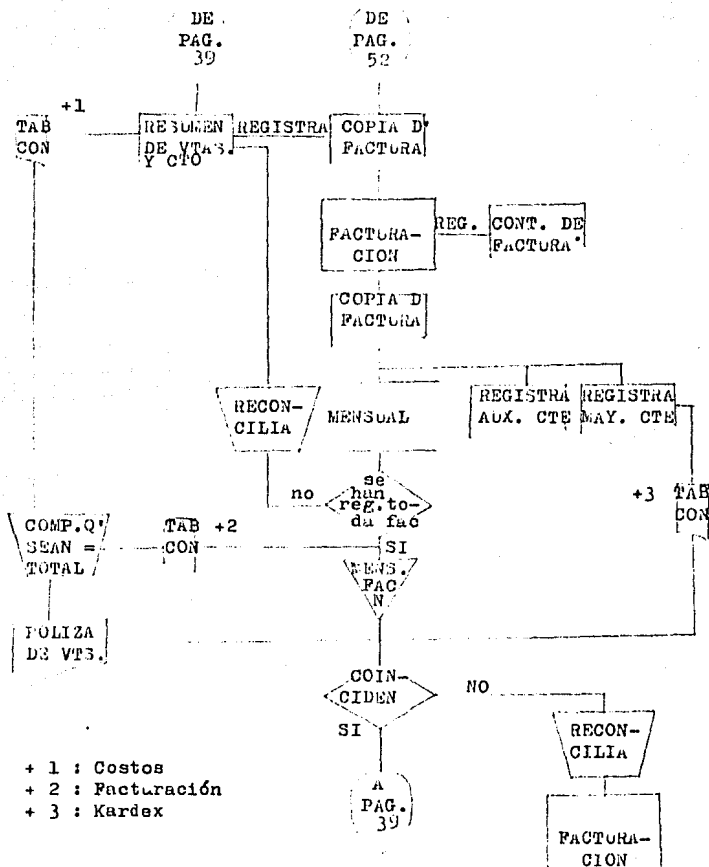 DE
PAG.
39
DE
PAG.
52
+1
TAB
CON
RESUMEN
DE VTAS.
Y CTO
REGISTRA
COPIA D'
FACTURA
FACTURA-
CION
REG.
CONT. DE
FACTURA'
COPIA D
FACTURA
RECON-
CILIA
MENSUAL
REGISTRA
AUX. CTE
REGISTRA
MAY. CTE
no
se
han
reg.to-
da fac
+3 TAB
CON
COMP.Q'
SEAN =
TOTAL
TAB +2
CON
SI
MENS.
FAC
N
POLIZA
DE VTS.
COIN-
CIDEN
NO
SI
RECON-
CILIA
A
PAG.
39
FACTURA-
CION
+ 1 : Costos
+ 2 : Facturación
+ 3 : Kardex